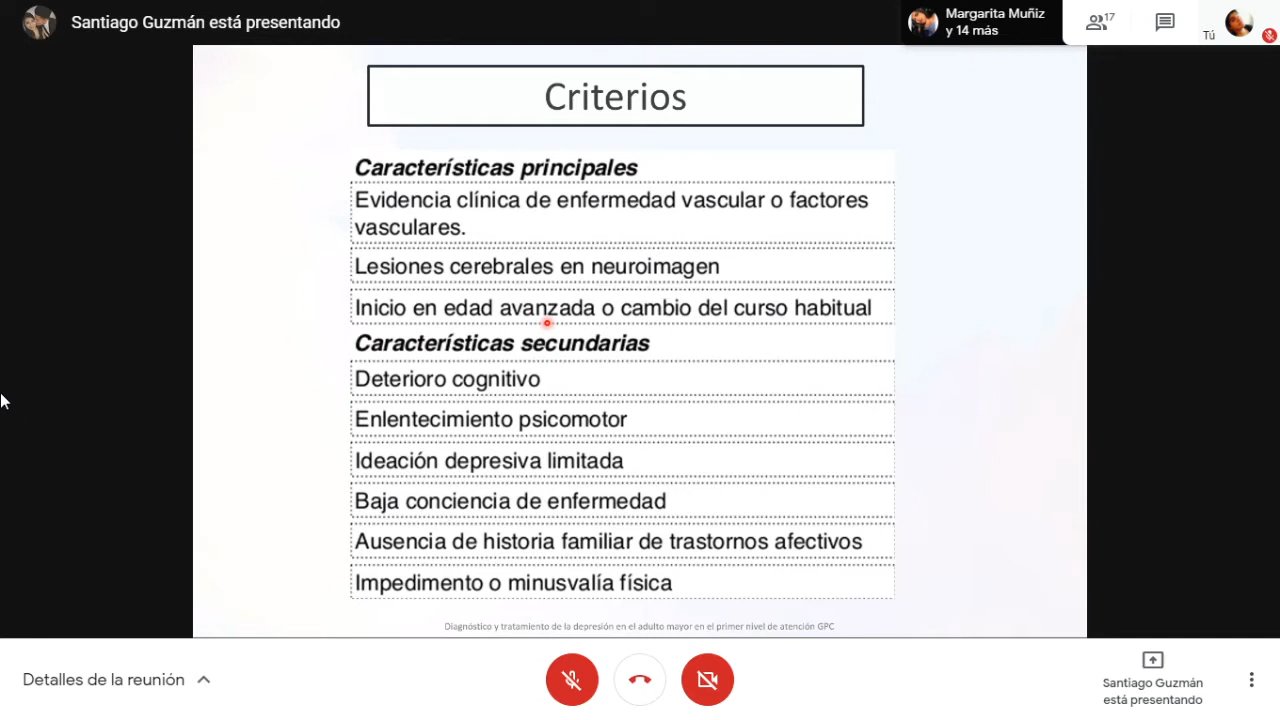 Santiago Guzmán está presentando
Margarita Muñiz
y 14 más
17
Tú
Criterios
Características principales
Evidencia clínica de enfermedad vascular o factores
vasculares.
Lesiones cerebrales en neuroimagen
Inicio en edad avanzada o cambio del curso habitual
Características secundarias
Deterioro cognitivo
Enlentecimiento psicomotor
Ideación depresiva limitada
Baja conciencia de enfermedad
Ausencia de historia familiar de trastornos afectivos
Impedimento o minusvalía física
Diagnóstico y tratamiento de la depresión en el adulto mayor en el primer nivel de atención GPC
Detalles de la reunión
Santiago Guzmán
está presentando